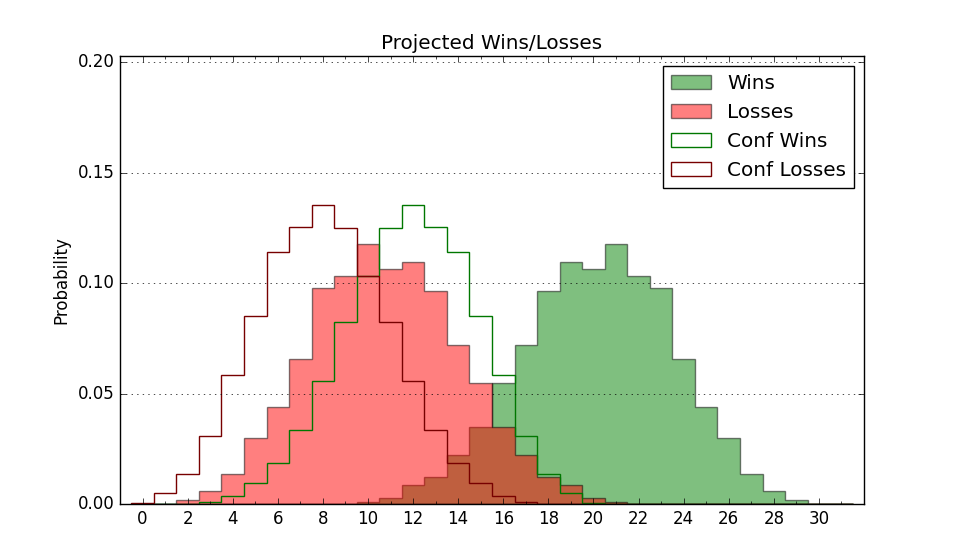 Projected Wins/Losses
0.20
0.15
0.10
0.05
0.00
Probability
Wins
Losses
Conf Wins
Conf Losses
0 2 4 6 8 10 12 14 16 18 20 22 24 26 28 30